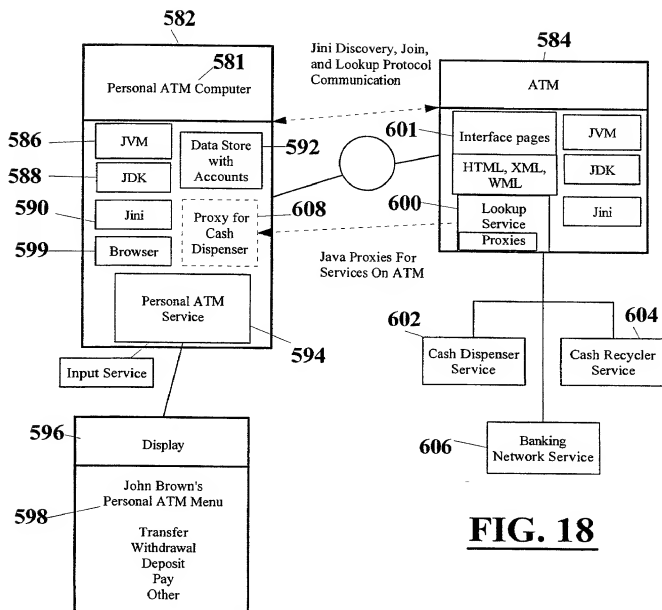 582
581
Personal ATM Computer
586
JVM
588
JDK
590
Jini
599
Browser
Data Store
with
Accounts
592
Proxy for
Cash
Dispenser
608
Personal ATM
Service
594
Input Service
596
Display
598
John Brown's
Personal ATM Menu
Transfer
Withdrawal
Deposit
Pay
Other
Jini Discovery, Join,
and Lookup Protocol
Communication
584
ATM
601
Interface pages
HTML, XML,
WML
600
Lookup
Service
Proxies
JVM
JDK
Jini
Java Proxies For
Services On ATM
602
Cash Dispenser
Service
604
Cash Recycler
Service
606
Banking
Network Service
FIG. 18